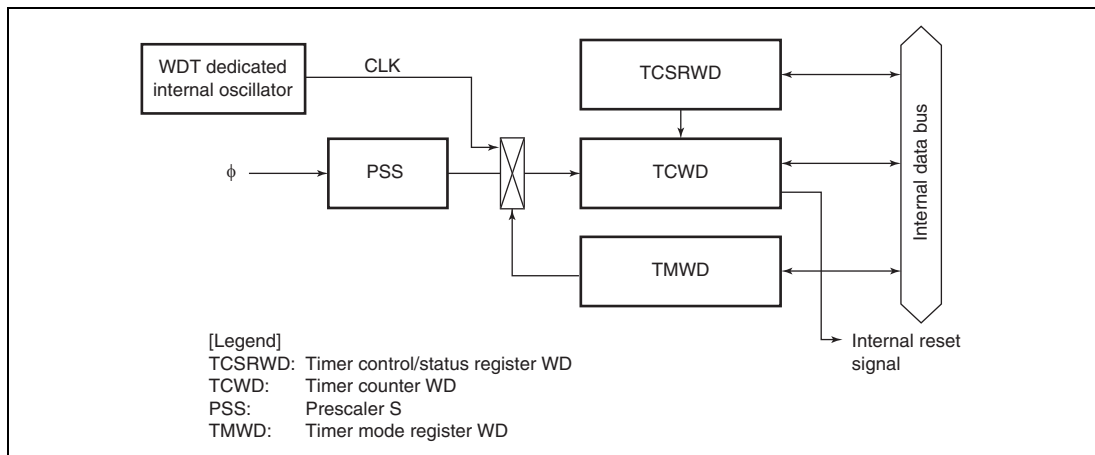 WDT dedicated
internal oscillator
CLK
TCSRWD
φ
PSS
TCWD
TMWD
Internal data bus
Internal reset
signal
[Legend]
TCSRWD: Timer control/status register WD
TCWD: Timer counter WD
PSS: Prescaler S
TMWD: Timer mode register WD